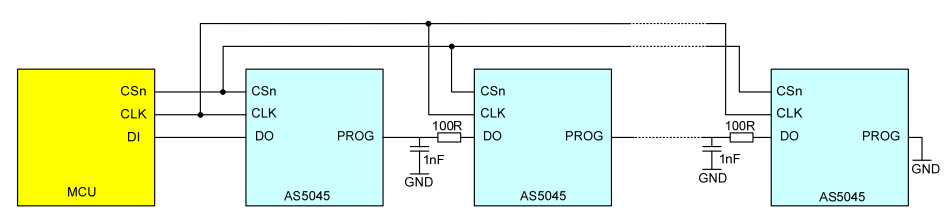 CSn
CLK
DI
MCU
CSn
CLK
DO
PROG
AS5045
100R
1nF
GND
CSn
CLK
DO
PROG
AS5045
100R
1nF
GND
CSn
CLK
DO
PROG
AS5045
GND